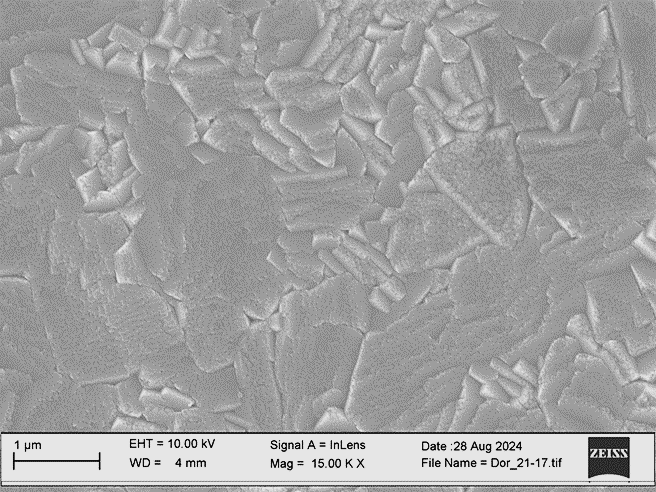 ZEISS
1 µm
EHT = 10.00 kV
Signal A = InLens
Date :28 Aug 2024
WD = 4 mm
Mag = 15.00 K X
File Name = Dor_21-17.tif
ZEISS